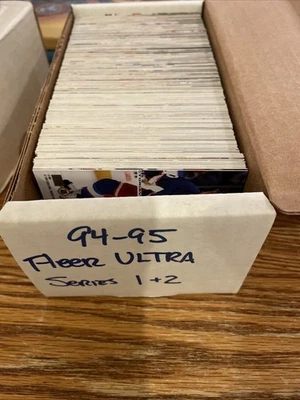 94-95
Fleer ULTRA
Series 1+2